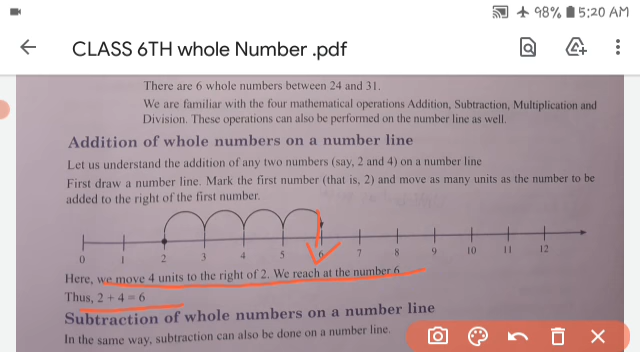 98% 5:20 AM
CLASS 6TH whole Number .pdf
There are 6 whole numbers between 24 and 31.
We are familiar with the four mathematical operations Addition, Subtraction, Multiplication and
Division. These operations can also be performed on the number line as well.
Addition of whole numbers on a number line
Let us understand the addition of any two numbers (say, 2 and 4) on a number line
First draw a number line. Mark the first number (that is, 2) and move as many units as the number to be
added to the right of the first number.
0 1 2 3 4 5 6 7 8 9 10 11 12
Here, we move 4 units to the right of 2. We reach at the number 6
Thus, 2 + 4 = 6
Subtraction of whole numbers on a number line
In the same way, subtraction can also be done on a number line.